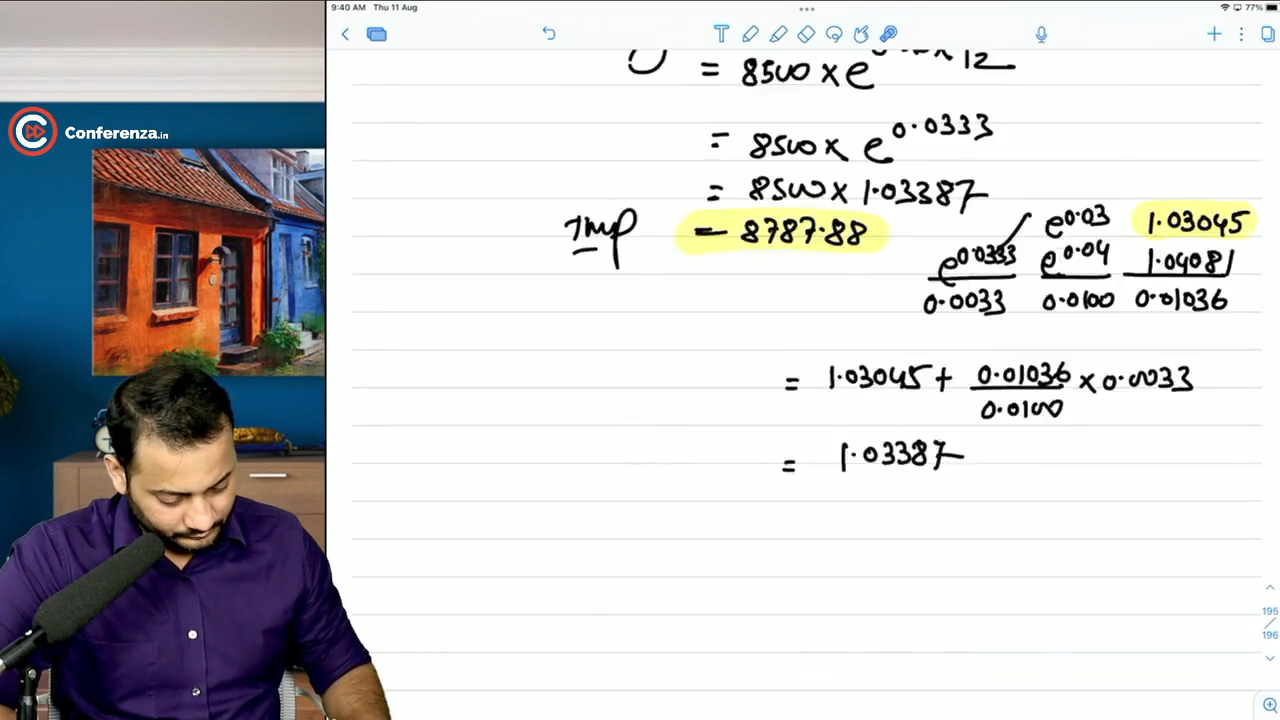 9:40 AM Thu 11 Aug
77%
Conferenza.in
= 8500 × e × 12
= 8500 × e^0.0333
= 8500 × 1.03387
Imp = 8787.88
e^0.03 1.03045
e^0.0333 e^0.04 1.04081
0.0033 0.0100 0.01036
= 1.03045 + 0.01036/0.0100 × 0.0033
= 1.03387
195
196